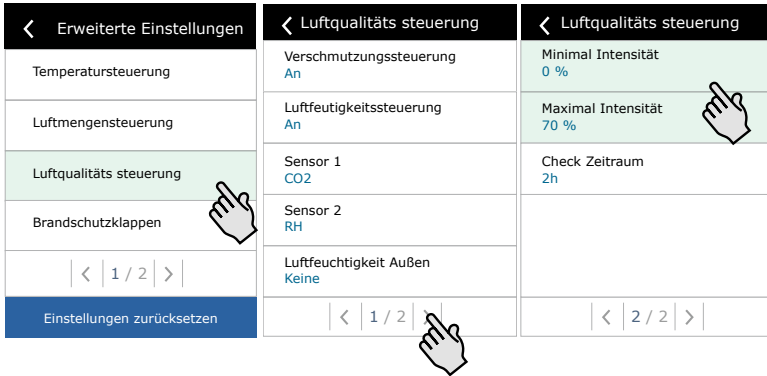 Erweiterte Einstellungen
Temperatursteuerung
Luftmengensteuerung
Luftqualitäts steuerung
Brandschutzklappen
1 / 2
Einstellungen zurücksetzen
Luftqualitäts steuerung
Verschmutzungssteuerung
An
Luftfeutigkeitssteuerung
An
Sensor 1
CO2
Sensor 2
RH
Luftfeuchtigkeit Außen
Keine
1 / 2
Luftqualitäts steuerung
Minimal Intensität
0 %
Maximal Intensität
70 %
Check Zeitraum
2h
2 / 2